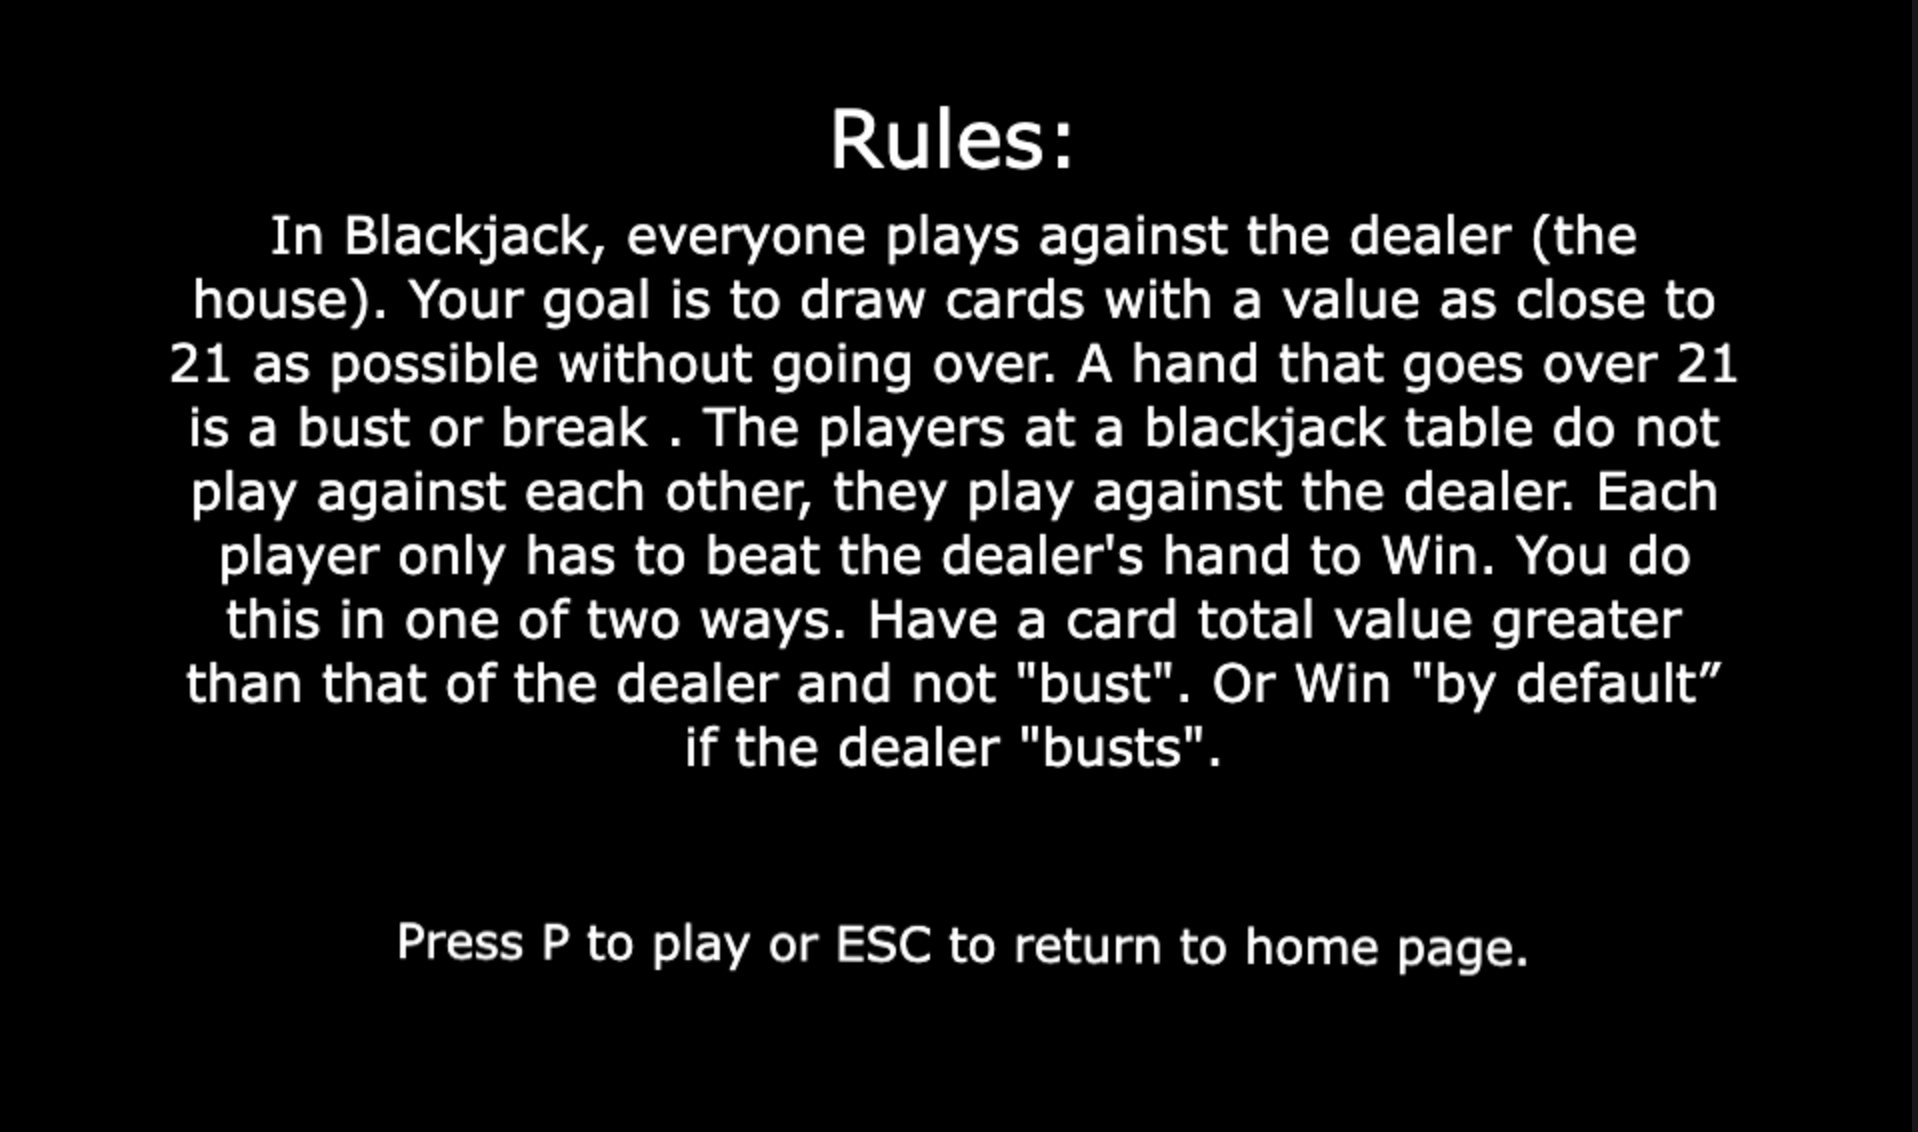 Rules:
In Blackjack, everyone plays against the dealer (the
house). Your goal is to draw cards with a value as close to
21 as possible without going over. A hand that goes over 21
is a bust or break . The players at a blackjack table do not
play against each other, they play against the dealer. Each
player only has to beat the dealer's hand to Win. You do
this in one of two ways. Have a card total value greater
than that of the dealer and not "bust". Or Win "by default”
if the dealer "busts".
Press P to play or ESC to return to home page.